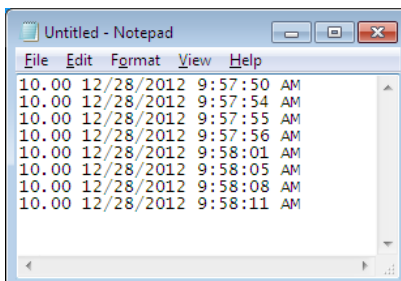 Untitled - Notepad
File Edit Format View Help
10.00 12/28/2012 9:57:50 AM
10.00 12/28/2012 9:57:54 AM
10.00 12/28/2012 9:57:55 AM
10.00 12/28/2012 9:57:56 AM
10.00 12/28/2012 9:58:01 AM
10.00 12/28/2012 9:58:05 AM
10.00 12/28/2012 9:58:08 AM
10.00 12/28/2012 9:58:11 AM